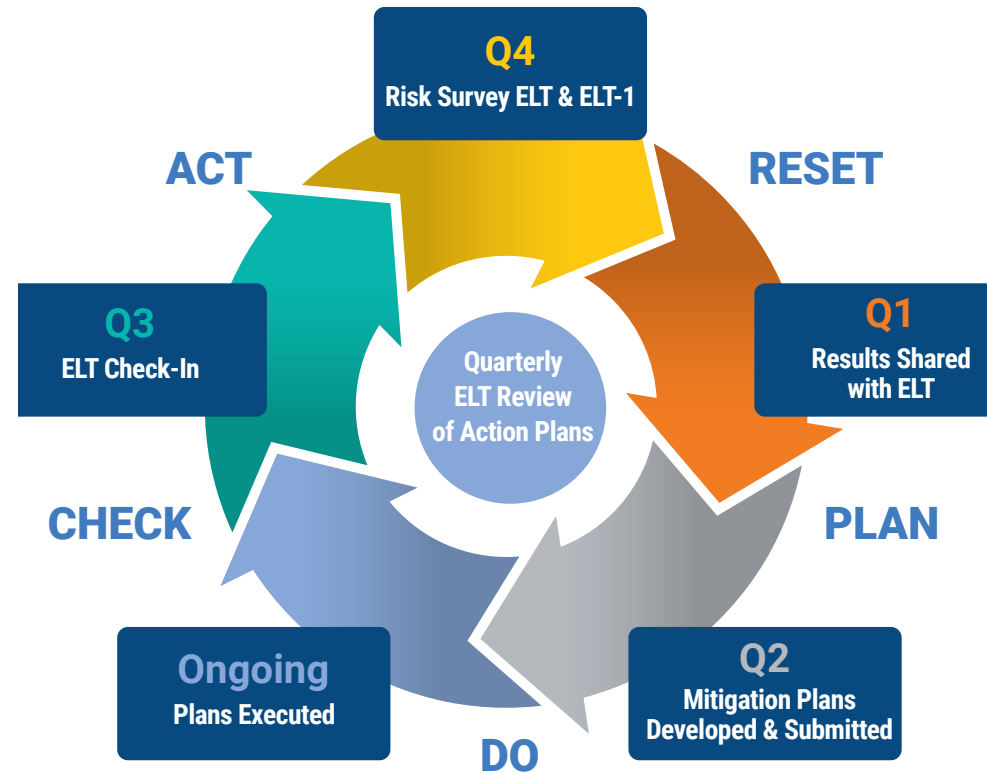 Q4
Risk Survey ELT & ELT-1
ACT
RESET
Q3
ELT Check-In
Quarterly
ELT Review
of Action Plans
Q1
Results Shared
with ELT
CHECK
PLAN
Ongoing
Plans Executed
Q2
Mitigation Plans
Developed & Submitted
DO